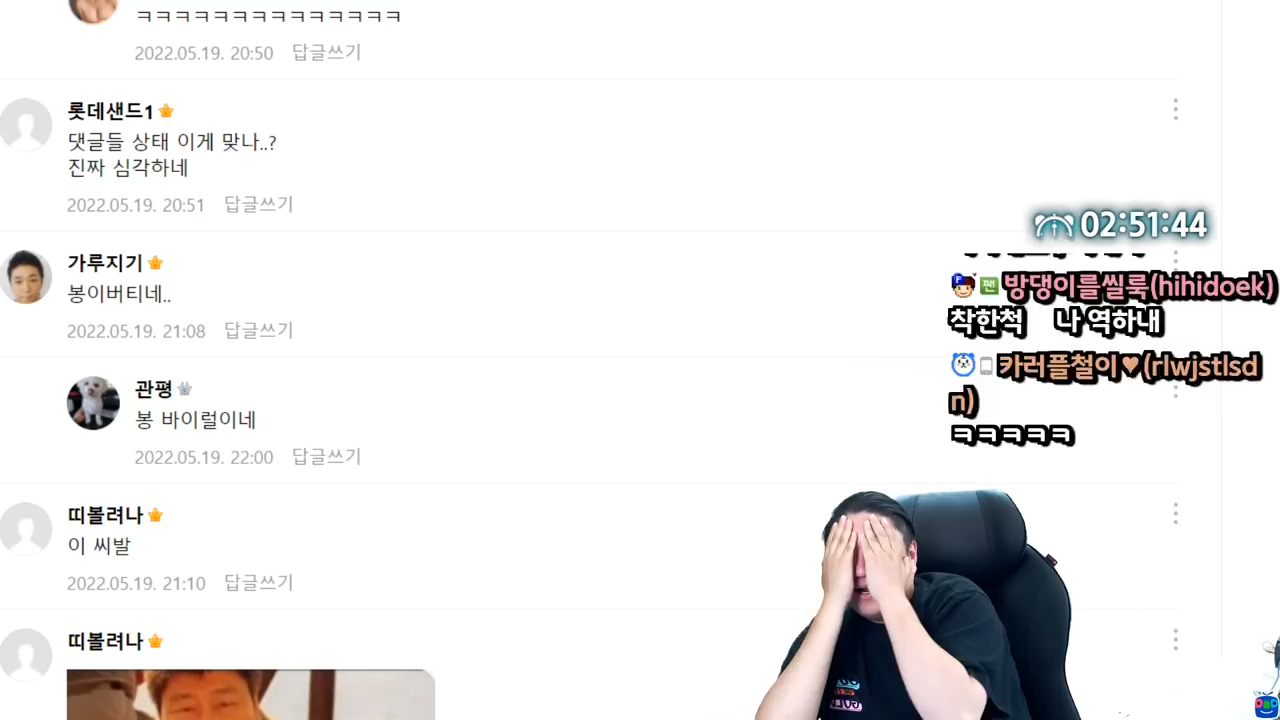 ㅋㅋㅋㅋㅋㅋㅋㅋㅋㅋㅋㅋㅋㅋ
2022.05.19. 20:50 답글쓰기
롯데샌드1
댓글들 상태 이게 맞나..?
진짜 심각하네
2022.05.19. 20:51 답글쓰기
02:51:44
가루지기
봉이버티네..
2022.05.19. 21:08 답글쓰기
팬 방댕이를씰룩(hihidoek)
착한척 나 역하내
카러플철이♥(rlwjstlsd
n)
ㅋㅋㅋㅋㅋ
관평
봉 바이럴이네
2022.05.19. 22:00 답글쓰기
띠볼려나
이 씨발
2022.05.19. 21:10 답글쓰기
띠볼려나